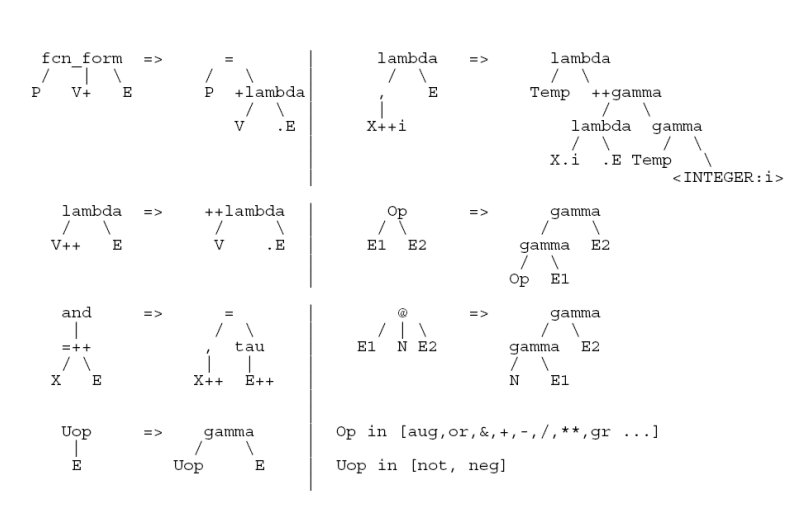 fcn_form => = | lambda => lambda
/ | \ / \ | / \ / \
P V+ E P +lambda | , E Temp ++gamma
/ \ | | / \
V .E | X++i lambda gamma
| / \ / \
| X.i .E Temp \
| <INTEGER:i>
lambda => ++lambda | Op => gamma
/ \ / \ | / \ / \
V++ E V .E | E1 E2 gamma E2
| / \
| Op E1
and => = | @ => gamma
| / \ | / | \ / \
=++ , tau | E1 N E2 gamma E2
/ \ | | | / \
X E X++ E++ | N E1
|
Uop => gamma | Op in [aug,or,&,+,-,/,**,gr ...]
| / \ |
E Uop E | Uop in [not, neg]
|